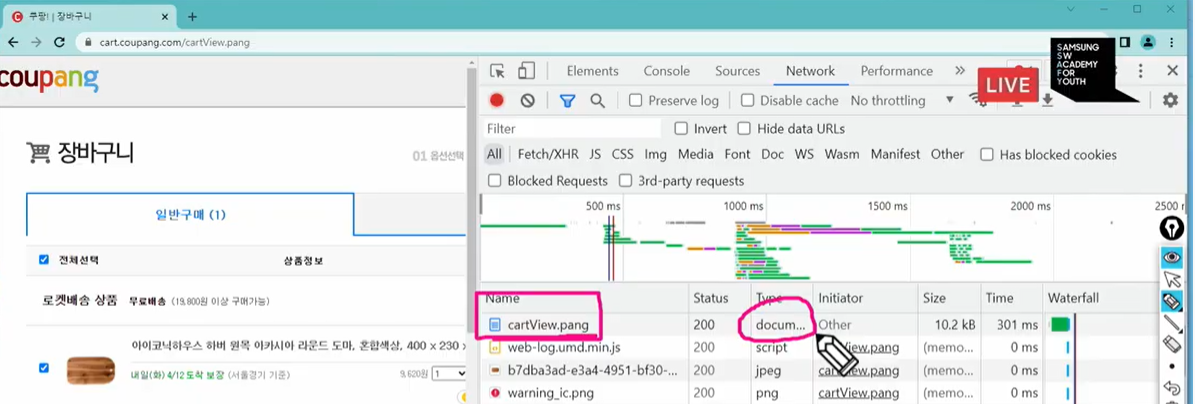 쿠팡! | 장바구니
cart.coupang.com/cartView.pang
coupang
장바구니
01 옵션선택
일반구매 (1)
전체선택
상품정보
로켓배송 상품 무료배송 (19,800원 이상 구매가능)
아이코닉하우스 하버 원목 아카시아 라운드 도마, 혼합색상, 400 x 230 x
내일(화) 4/12 도착 보장 (서울경기 기준)
9,620원 1
Elements Console Sources Network Performance »
SAMSUNG
SW
ACADEMY
FOR
YOUTH
LIVE
Preserve log Disable cache No throttling
Filter Invert Hide data URLs
All Fetch/XHR JS CSS Img Media Font Doc WS Wasm Manifest Other Has blocked cookies
Blocked Requests 3rd-party requests
500 ms 1000 ms 1500 ms 2000 ms 2500 r
Name Status Type Initiator Size Time Waterfall
cartView.pang 200 docum... Other 10.2 kB 301 ms
web-log.umd.min.js 200 script (memo... 0 ms
b7dba3ad-e3a4-4951-bf30-... 200 jpeg cartView.pang (memo... 0 ms
warning_ic.png 200 png cartView.pang (memo... 0 ms